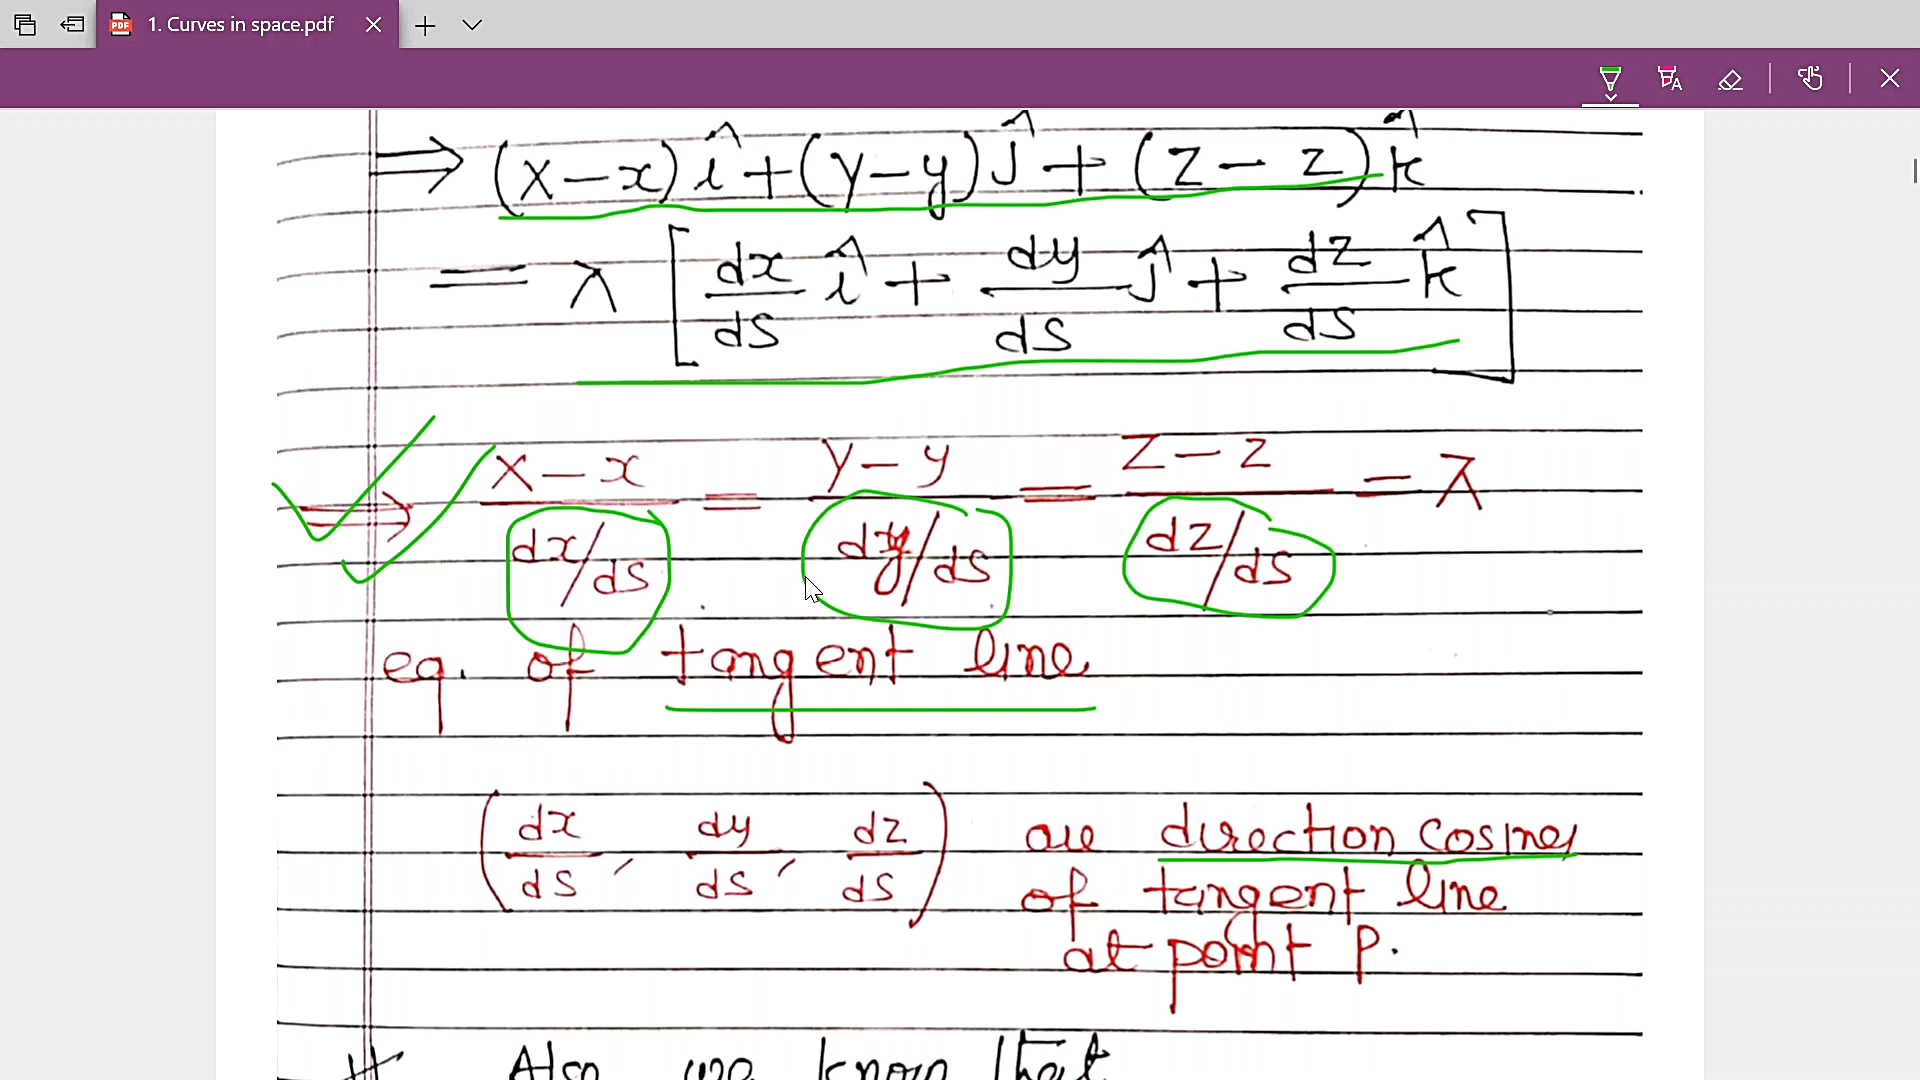 1. Curves in space.pdf
⇒ (X-x) î + (Y-y) ĵ + (Z-z) k̂
= λ [dx/ds î + dy/ds ĵ + dz/ds k̂]
⇒ X-x / dx/ds = Y-y / dy/ds = Z-z / dz/ds = λ
eq. of tangent line
(dx/ds, dy/ds, dz/ds) are direction cosines
of tangent line
at point P.
# Also we know that